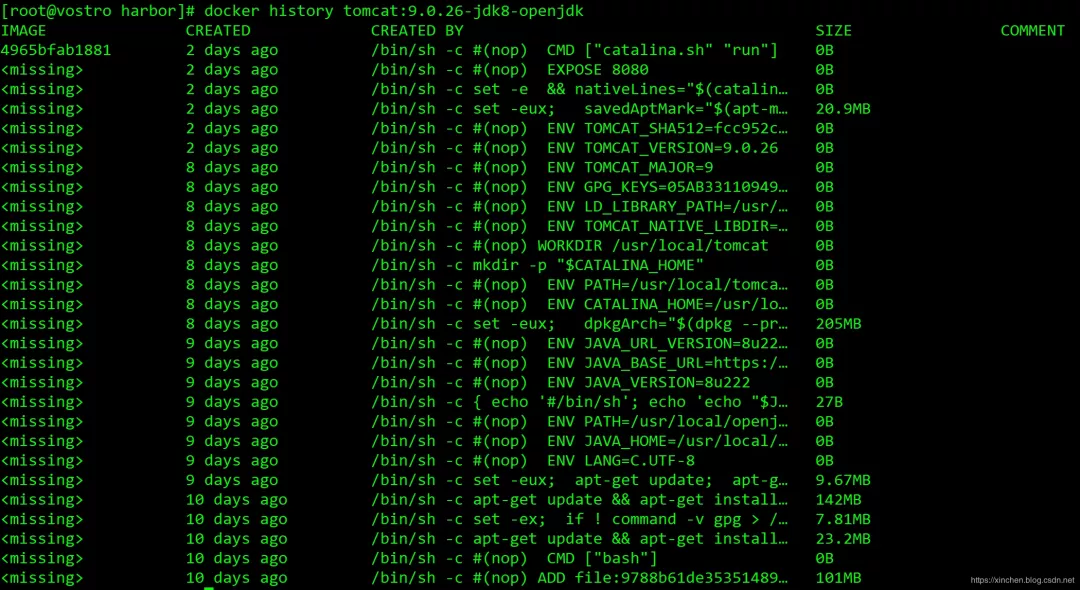 [root@vostro harbor]# docker history tomcat:9.0.26-jdk8-openjdk
IMAGE CREATED CREATED BY SIZE COMMENT
4965bfab1881 2 days ago /bin/sh -c #(nop) CMD ["catalina.sh" "run"] 0B
<missing> 2 days ago /bin/sh -c #(nop) EXPOSE 8080 0B
<missing> 2 days ago /bin/sh -c set -e && nativeLines="$(catalin… 0B
<missing> 2 days ago /bin/sh -c set -eux; savedAptMark="$(apt-m… 20.9MB
<missing> 2 days ago /bin/sh -c #(nop) ENV TOMCAT_SHA512=fcc952c… 0B
<missing> 2 days ago /bin/sh -c #(nop) ENV TOMCAT_VERSION=9.0.26 0B
<missing> 8 days ago /bin/sh -c #(nop) ENV TOMCAT_MAJOR=9 0B
<missing> 8 days ago /bin/sh -c #(nop) ENV GPG_KEYS=05AB33110949… 0B
<missing> 8 days ago /bin/sh -c #(nop) ENV LD_LIBRARY_PATH=/usr/… 0B
<missing> 8 days ago /bin/sh -c #(nop) ENV TOMCAT_NATIVE_LIBDIR=… 0B
<missing> 8 days ago /bin/sh -c #(nop) WORKDIR /usr/local/tomcat 0B
<missing> 8 days ago /bin/sh -c mkdir -p "$CATALINA_HOME" 0B
<missing> 8 days ago /bin/sh -c #(nop) ENV PATH=/usr/local/tomca… 0B
<missing> 8 days ago /bin/sh -c #(nop) ENV CATALINA_HOME=/usr/lo… 0B
<missing> 8 days ago /bin/sh -c set -eux; dpkgArch="$(dpkg --pr… 205MB
<missing> 9 days ago /bin/sh -c #(nop) ENV JAVA_URL_VERSION=8u22… 0B
<missing> 9 days ago /bin/sh -c #(nop) ENV JAVA_BASE_URL=https:/… 0B
<missing> 9 days ago /bin/sh -c #(nop) ENV JAVA_VERSION=8u222 0B
<missing> 9 days ago /bin/sh -c { echo '#/bin/sh'; echo 'echo "$J… 27B
<missing> 9 days ago /bin/sh -c #(nop) ENV PATH=/usr/local/openj… 0B
<missing> 9 days ago /bin/sh -c #(nop) ENV JAVA_HOME=/usr/local/… 0B
<missing> 9 days ago /bin/sh -c #(nop) ENV LANG=C.UTF-8 0B
<missing> 9 days ago /bin/sh -c set -eux; apt-get update; apt-g… 9.67MB
<missing> 10 days ago /bin/sh -c apt-get update && apt-get install… 142MB
<missing> 10 days ago /bin/sh -c set -ex; if ! command -v gpg > /… 7.81MB
<missing> 10 days ago /bin/sh -c apt-get update && apt-get install… 23.2MB
<missing> 10 days ago /bin/sh -c #(nop) CMD ["bash"] 0B
<missing> 10 days ago /bin/sh -c #(nop) ADD file:9788b61de35351489… 101MB
https://xinchen.blog.csdn.net